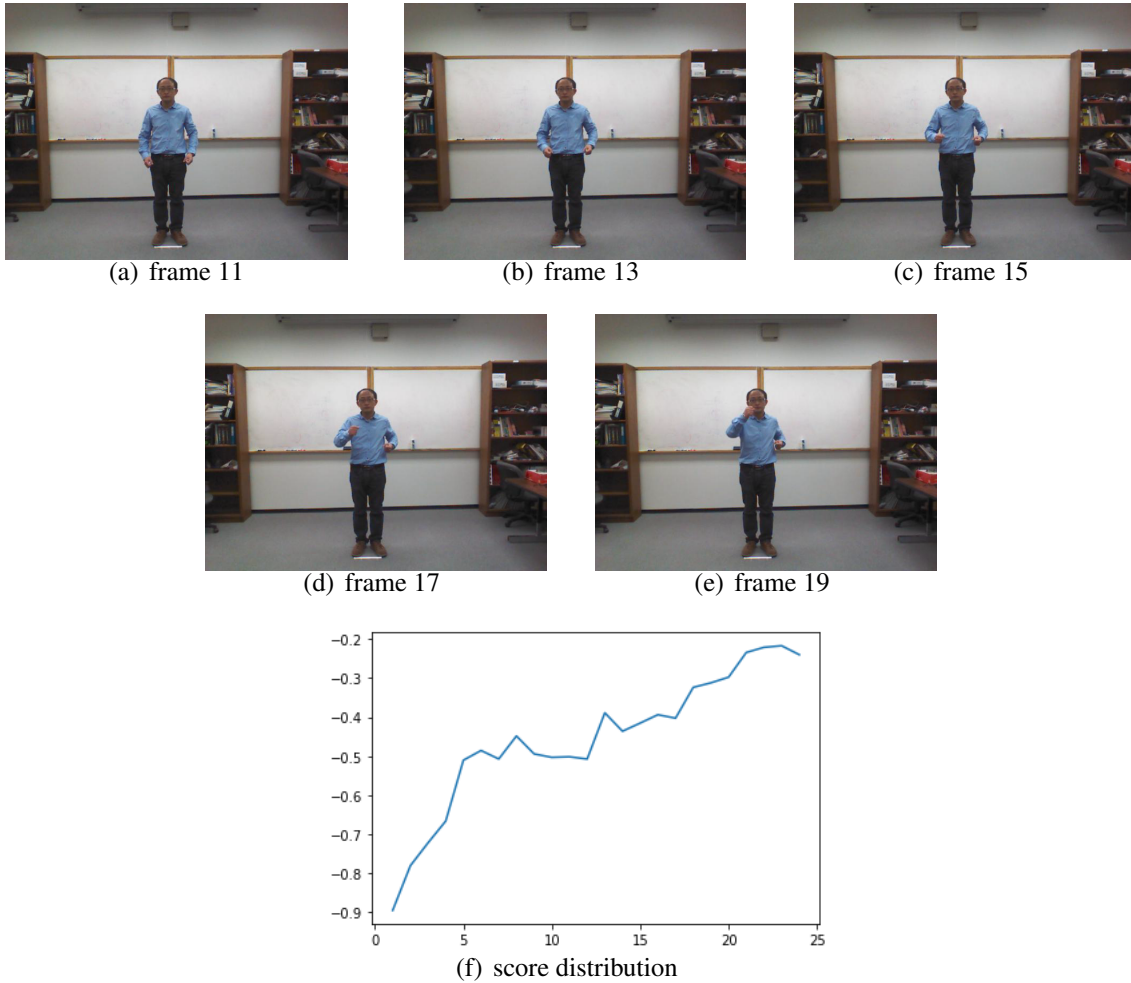 (a) frame 11
(b) frame 13
(c) frame 15
(d) frame 17
(e) frame 19
−0.2
−0.3
−0.4
−0.5
−0.6
−0.7
−0.8
−0.9
0 5 10 15 20 25
(f) score distribution